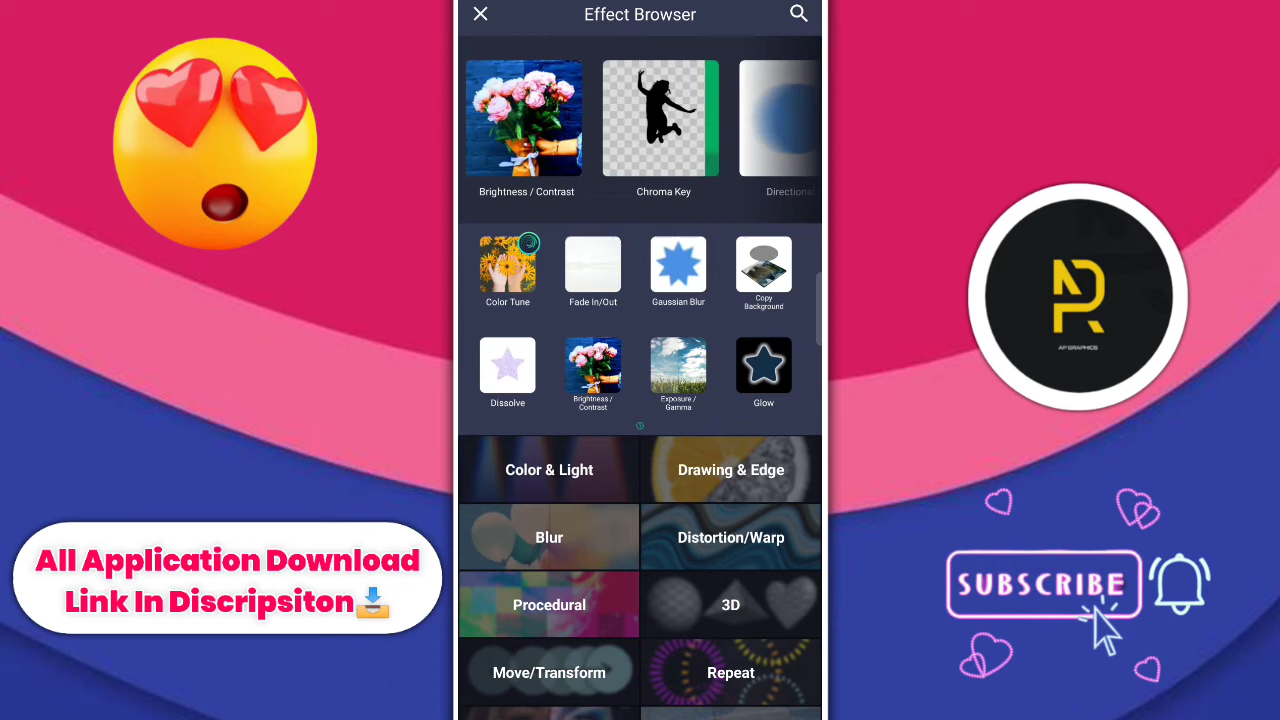 Effect Browser
Brightness / Contrast
Chroma Key
Directional
Color Tune
Fade In/Out
Gaussian Blur
Copy
Background
Dissolve
Brightness /
Contrast
Exposure /
Gamma
Glow
Color & Light
Drawing & Edge
Blur
Distortion/Warp
Procedural
3D
Move/Transform
Repeat
All Application Download
Link In Discripsiton
AP GRAPHICS
SUBSCRIBE